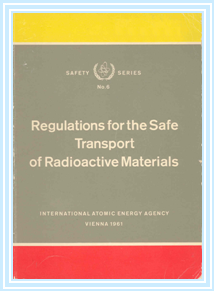 SAFETY SERIES
No. 6
Regulations for the Safe
Transport
of Radioactive Materials
INTERNATIONAL ATOMIC ENERGY AGENCY
VIENNA 1961